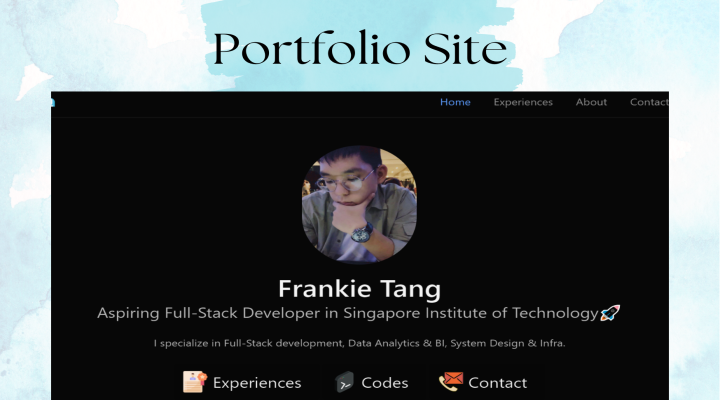 Portfolio Site
Home Experiences About Contact
Frankie Tang
Aspiring Full-Stack Developer in Singapore Institute of Technology🚀
I specialize in Full-Stack development, Data Analytics & BI, System Design & Infra.
Experiences Codes Contact